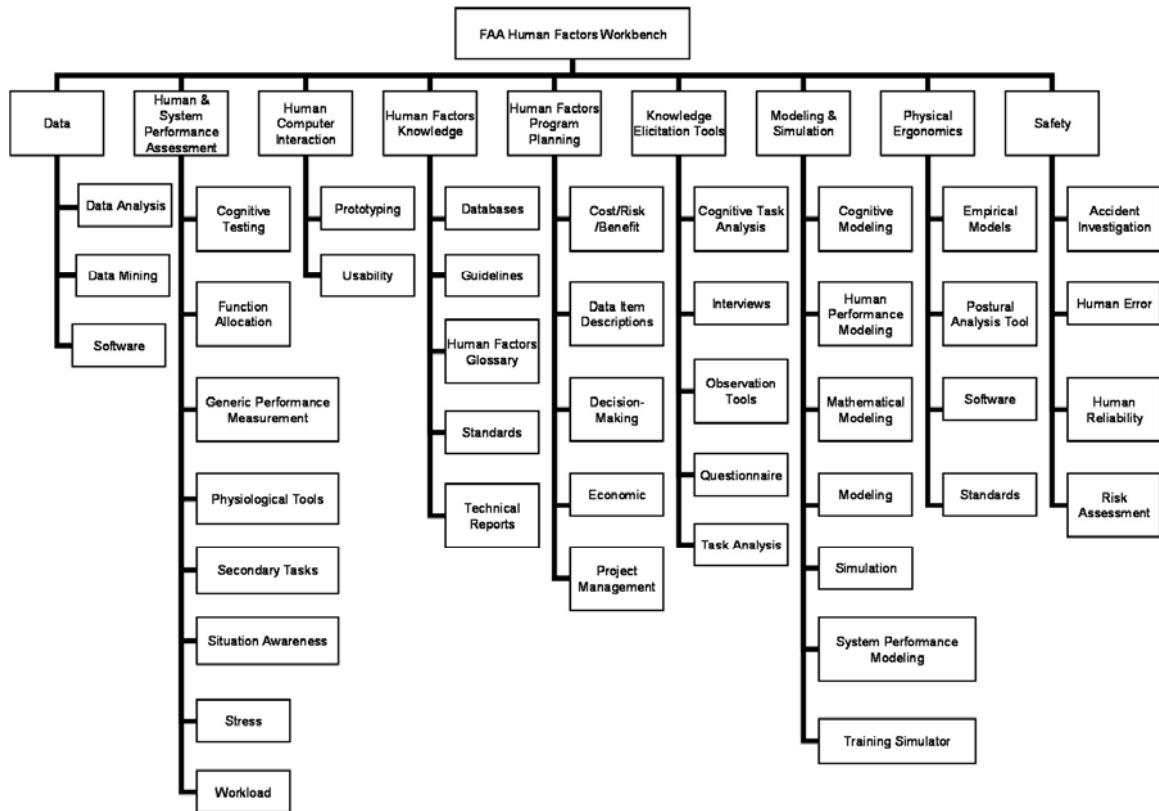 FAA Human Factors Workbench
Data
Human &
System
Performance
Assessment
Human
Computer
Interaction
Human Factors
Knowledge
Human Factors
Program
Planning
Knowledge
Elicitation Tools
Modeling &
Simulation
Physical
Ergonomics
Safety
Data Analysis
Data Mining
Software
Cognitive
Testing
Function
Allocation
Generic Performance
Measurement
Physiological Tools
Secondary Tasks
Situation Awareness
Stress
Workload
Prototyping
Usability
Databases
Guidelines
Human Factors
Glossary
Standards
Technical
Reports
Cost/Risk
/Benefit
Data Item
Descriptions
Decision-
Making
Economic
Project
Management
Cognitive Task
Analysis
Interviews
Observation
Tools
Questionnaire
Task Analysis
Cognitive
Modeling
Human
Performance
Modeling
Mathematical
Modeling
Modeling
Simulation
System Performance
Modeling
Training Simulator
Empirical
Models
Postural
Analysis Tool
Software
Standards
Accident
Investigation
Human Error
Human
Reliability
Risk
Assessment